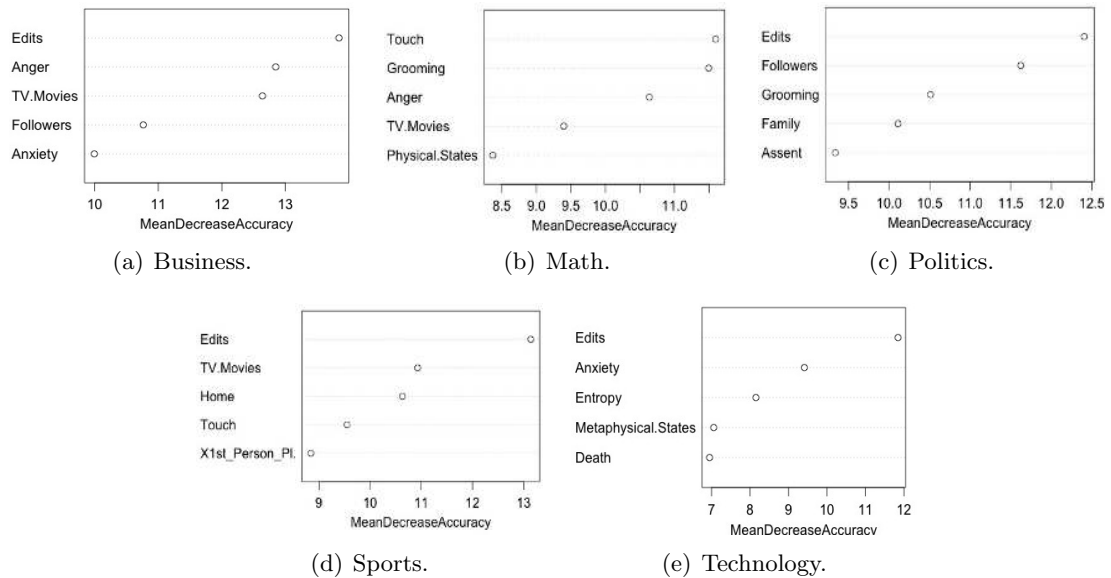 Edits
Anger
TV.Movies
Followers
Anxiety
10 11 12 13
MeanDecreaseAccuracy
(a) Business.
Touch
Grooming
Anger
TV.Movies
Physical.States
8.5 9.0 9.5 10.0 11.0
MeanDecreaseAccuracy
(b) Math.
Edits
Followers
Grooming
Family
Assent
9.5 10.0 10.5 11.0 11.5 12.0 12.5
MeanDecreaseAccuracy
(c) Politics.
Edits
TV.Movies
Home
Touch
X1st_Person_Pl.
9 10 11 12 13
MeanDecreaseAccuracy
(d) Sports.
Edits
Anxiety
Entropy
Metaphysical.States
Death
7 8 9 10 11 12
MeanDecreaseAccuracy
(e) Technology.